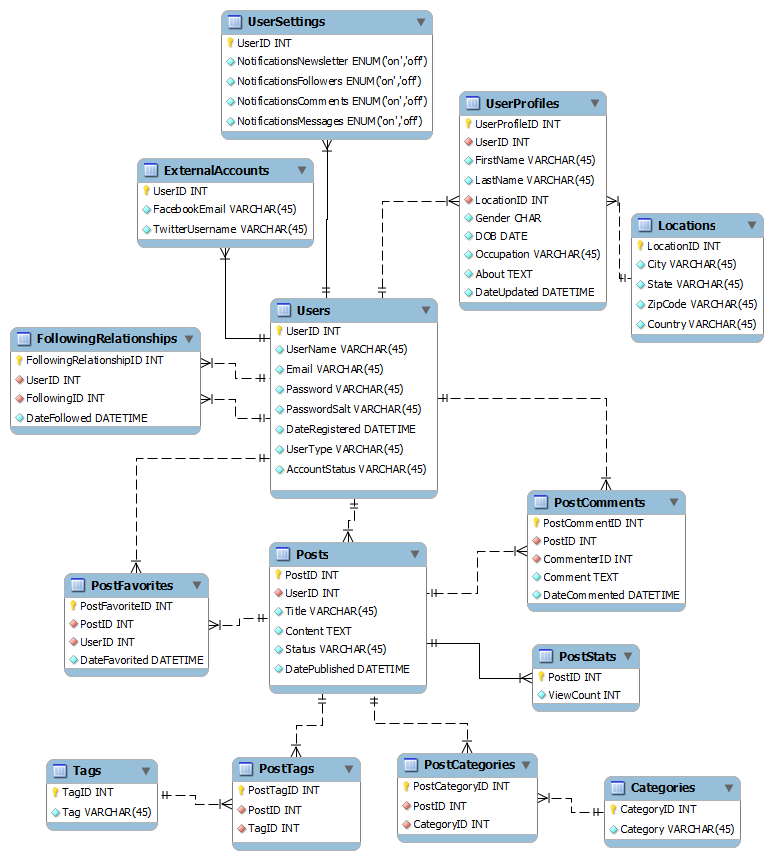 UserSettings
UserID INT
NotificationsNewsletter ENUM('on','off')
NotificationsFollowers ENUM('on','off')
NotificationsComments ENUM('on','off')
NotificationsMessages ENUM('on','off')
UserProfiles
UserProfileID INT
UserID INT
FirstName VARCHAR(45)
LastName VARCHAR(45)
LocationID INT
Gender CHAR
DOB DATE
Occupation VARCHAR(45)
About TEXT
DateUpdated DATETIME
ExternalAccounts
UserID INT
FacebookEmail VARCHAR(45)
TwitterUsername VARCHAR(45)
Locations
LocationID INT
City VARCHAR(45)
State VARCHAR(45)
ZipCode VARCHAR(45)
Country VARCHAR(45)
Users
UserID INT
UserName VARCHAR(45)
Email VARCHAR(45)
Password VARCHAR(45)
PasswordSalt VARCHAR(45)
DateRegistered DATETIME
UserType VARCHAR(45)
AccountStatus VARCHAR(45)
FollowingRelationships
FollowingRelationshipID INT
UserID INT
FollowingID INT
DateFollowed DATETIME
PostComments
PostCommentID INT
PostID INT
CommenterID INT
Comment TEXT
DateCommented DATETIME
Posts
PostID INT
UserID INT
Title VARCHAR(45)
Content TEXT
Status VARCHAR(45)
DatePublished DATETIME
PostFavorites
PostFavoriteID INT
PostID INT
UserID INT
DateFavorited DATETIME
PostStats
PostID INT
ViewCount INT
Tags
TagID INT
Tag VARCHAR(45)
PostTags
PostTagID INT
PostID INT
TagID INT
PostCategories
PostCategoryID INT
PostID INT
CategoryID INT
Categories
CategoryID INT
Category VARCHAR(45)